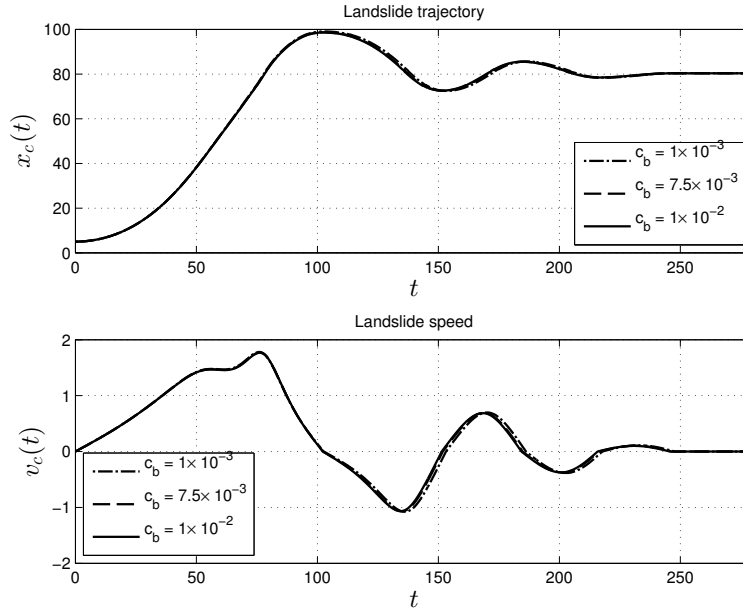 Landslide trajectory
100
80
60
40
20
0
x_c(t)
0 50 100 150 200 250
t
c_b = 1× 10^−3
c_b = 7.5× 10^−3
c_b = 1× 10^−2
Landslide speed
2
1
0
−1
−2
v_c(t)
0 50 100 150 200 250
t
c_b = 1× 10^−3
c_b = 7.5× 10^−3
c_b = 1× 10^−2